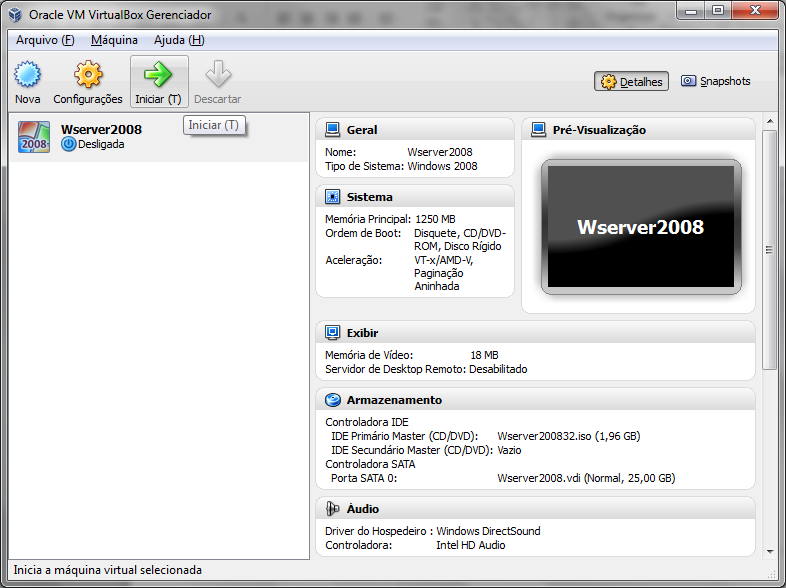 Oracle VM VirtualBox Gerenciador
Arquivo (F) Máquina Ajuda (H)
Nova Configurações Iniciar (T) Descartar
Detalhes Snapshots
Iniciar (T)
2008
Wserver2008
Desligada
Geral
Nome: Wserver2008
Tipo de Sistema: Windows 2008
Pré-Visualização
Wserver2008
Sistema
Memória Principal: 1250 MB
Ordem de Boot: Disquete, CD/DVD-
ROM, Disco Rígido
Aceleração: VT-x/AMD-V,
Paginação
Aninhada
Exibir
Memória de Vídeo: 18 MB
Servidor de Desktop Remoto: Desabilitado
Armazenamento
Controladora IDE
IDE Primário Master (CD/DVD): Wserver200832.iso (1,96 GB)
IDE Secundário Master (CD/DVD): Vazio
Controladora SATA
Porta SATA 0: Wserver2008.vdi (Normal, 25,00 GB)
Áudio
Driver do Hospedeiro : Windows DirectSound
Controladora: Intel HD Audio
Inicia a máquina virtual selecionada